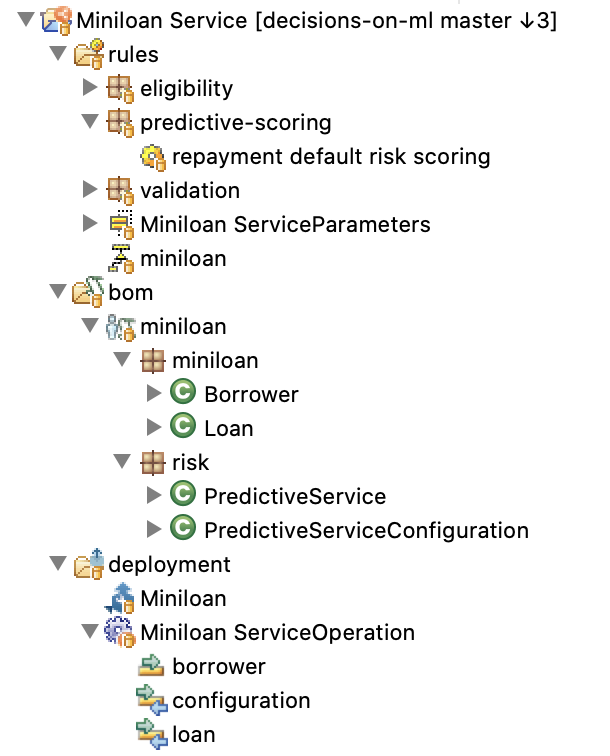 Miniloan Service [decisions-on-ml master ↓3]
rules
eligibility
predictive-scoring
repayment default risk scoring
validation
Miniloan ServiceParameters
miniloan
bom
miniloan
miniloan
Borrower
Loan
risk
PredictiveService
PredictiveServiceConfiguration
deployment
Miniloan
Miniloan ServiceOperation
borrower
configuration
loan